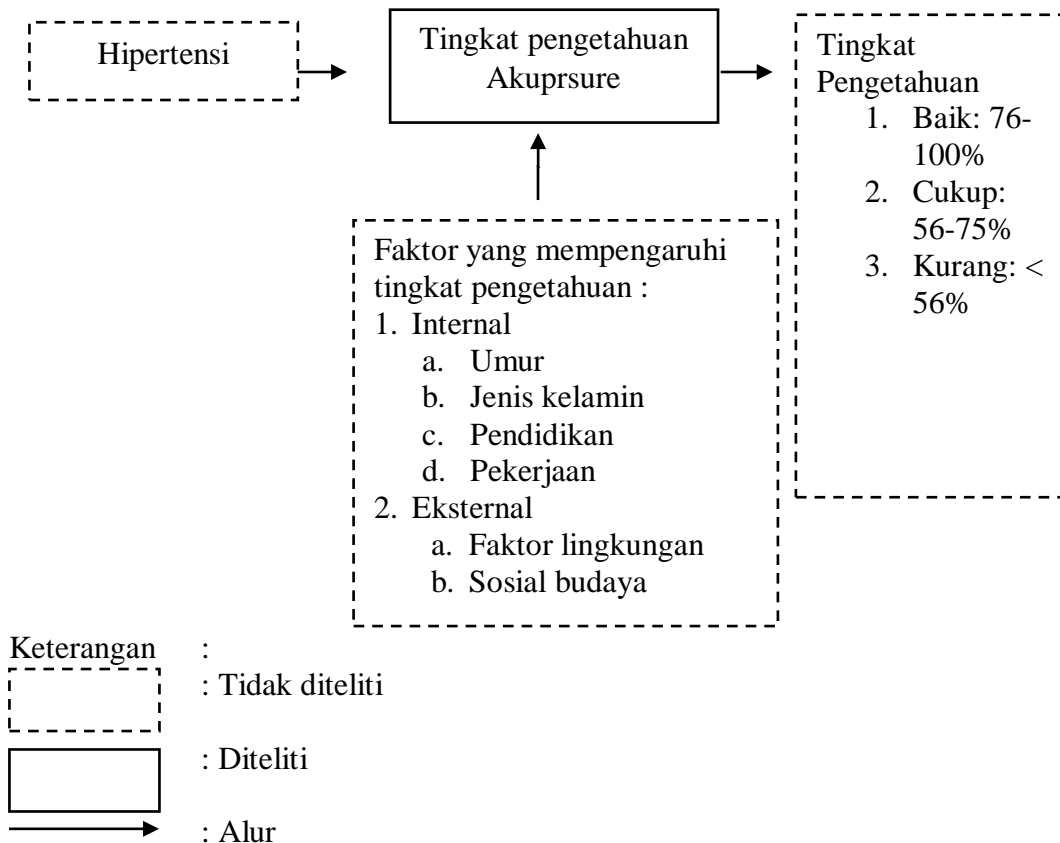 Hipertensi
Tingkat pengetahuan
Akuprsure
Tingkat
Pengetahuan
1. Baik: 76-
100%
2. Cukup:
56-75%
3. Kurang: <
56%
Faktor yang mempengaruhi
tingkat pengetahuan :
1. Internal
a. Umur
b. Jenis kelamin
c. Pendidikan
d. Pekerjaan
2. Eksternal
a. Faktor lingkungan
b. Sosial budaya
Keterangan :
: Tidak diteliti
: Diteliti
: Alur